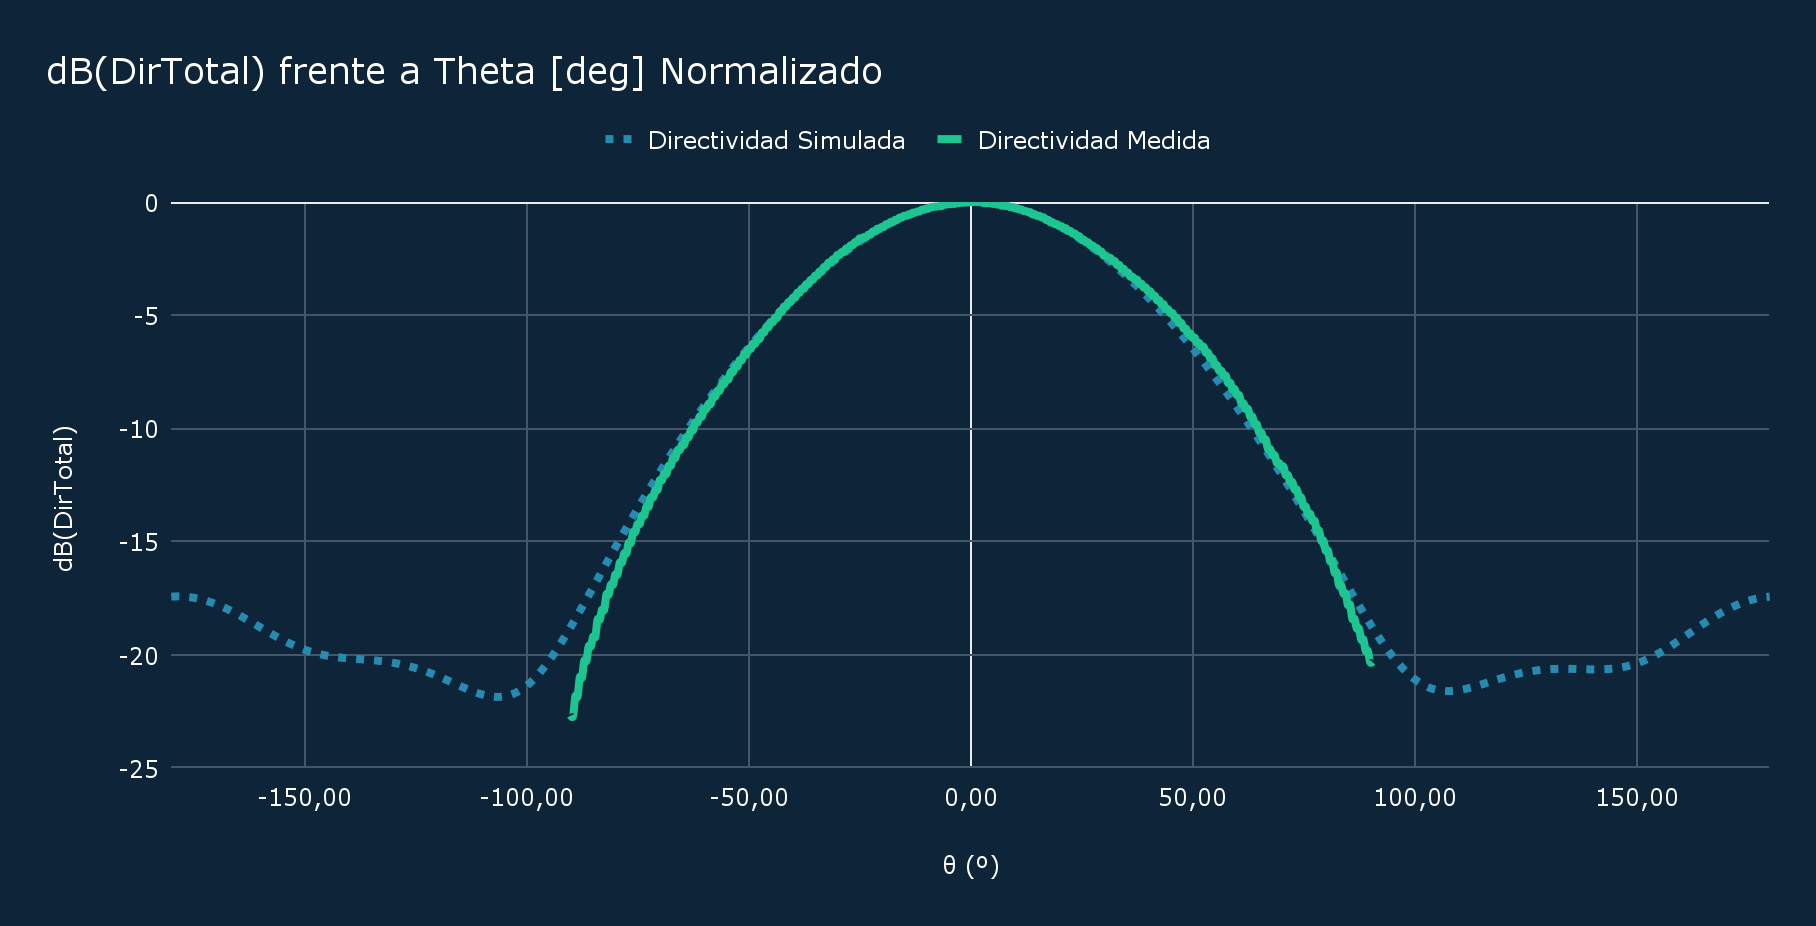 dB(DirTotal) frente a Theta [deg] Normalizado
Directividad Simulada
Directividad Medida
0
-5
-10
-15
-20
-25
dB(DirTotal)
-150,00
-100,00
-50,00
0,00
50,00
100,00
150,00
θ (º)